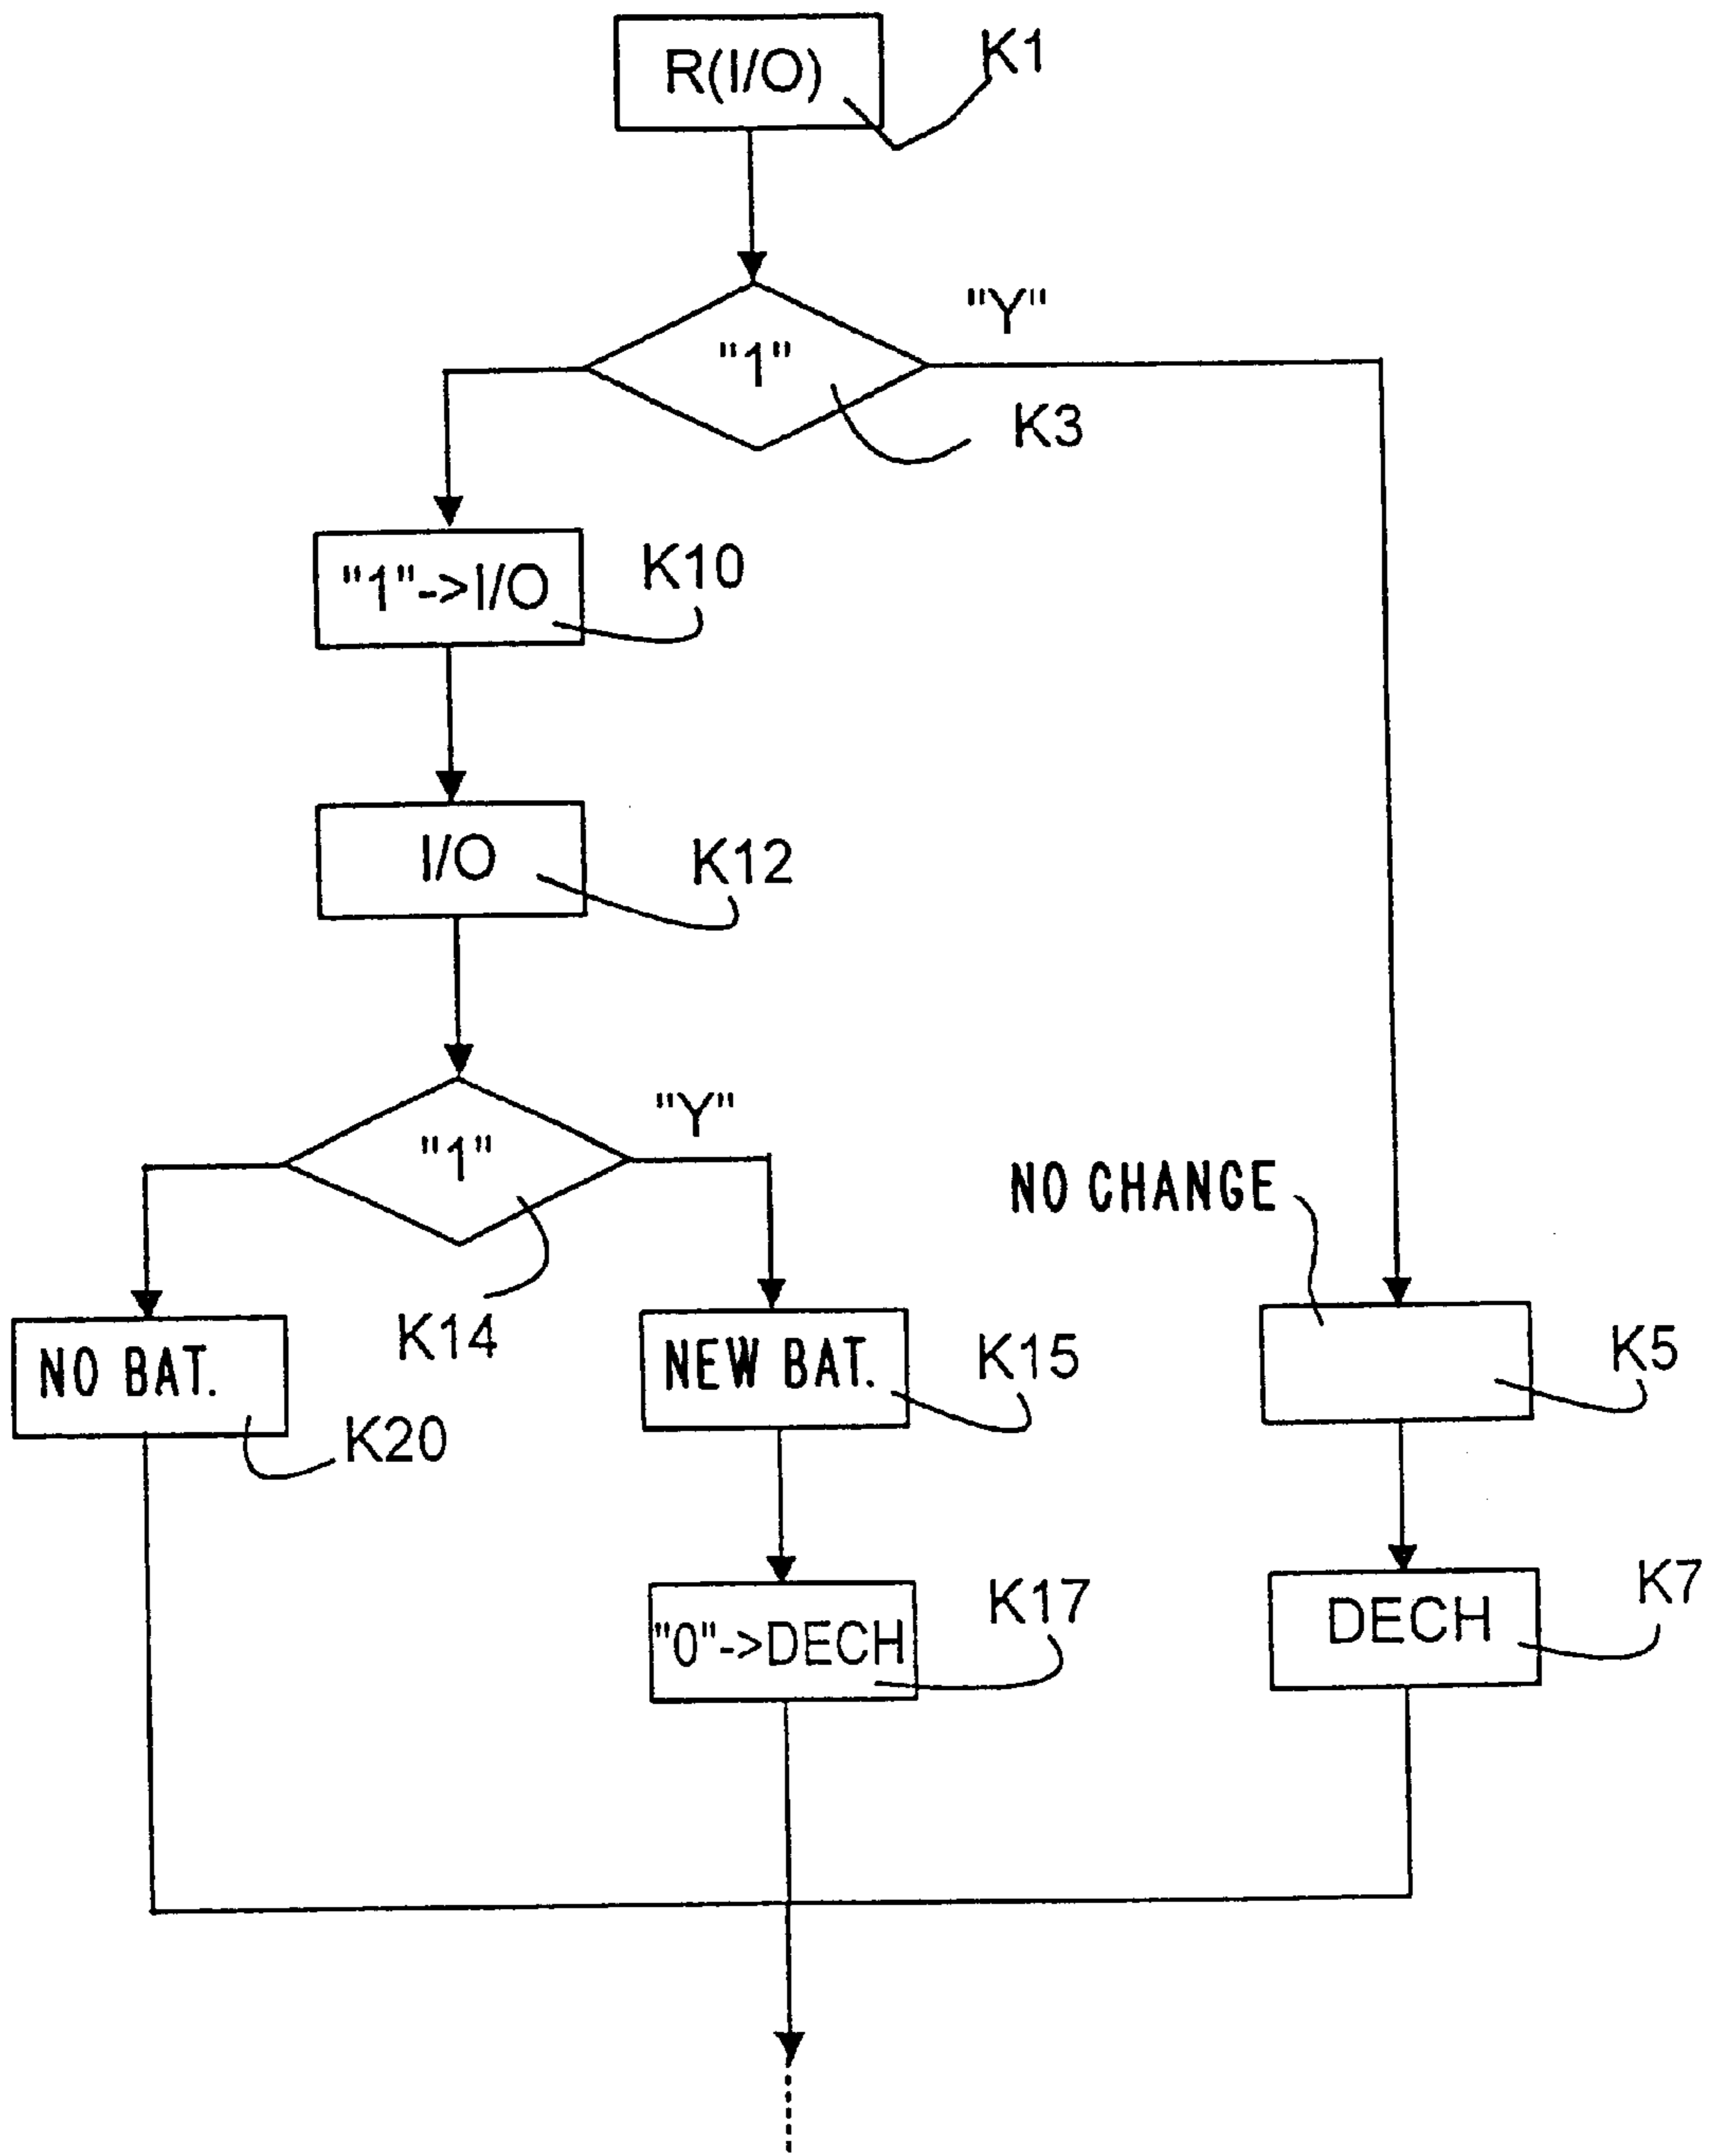 R(I/O)
K1
"1"
"Y"
K3
"1"->I/O
K10
I/O
K12
"1"
"Y"
K14
NO CHANGE
NO BAT.
K20
NEW BAT.
K15
K5
"0"->DECH
K17
DECH
K7